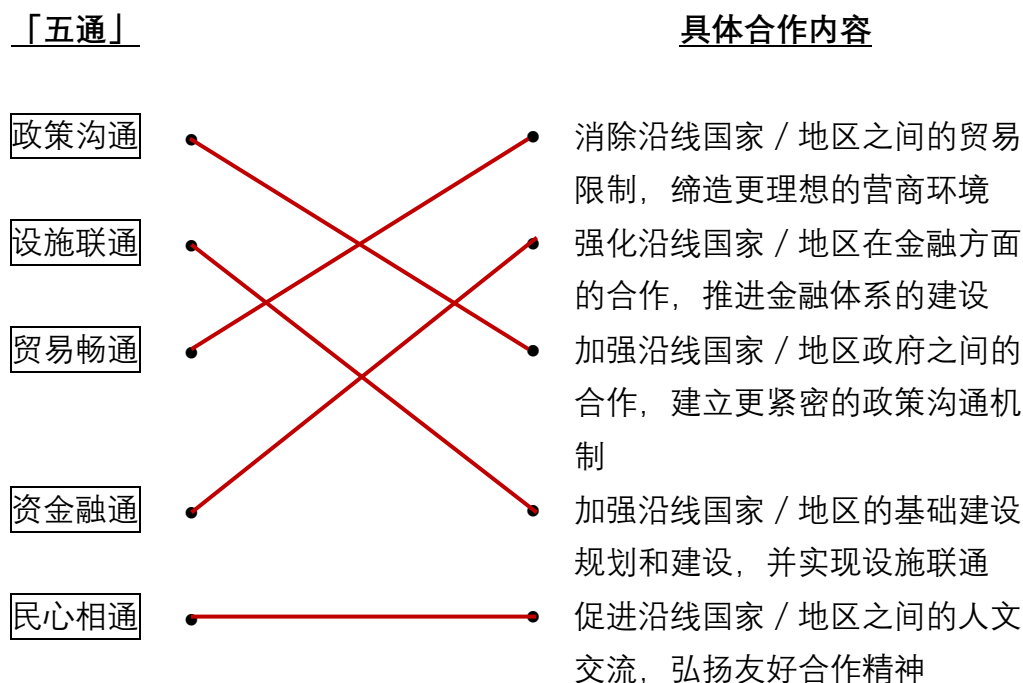 「五通」 具体合作内容
政策沟通 消除沿线国家／地区之间的贸易
限制，缔造更理想的营商环境
设施联通 强化沿线国家／地区在金融方面
的合作，推进金融体系的建设
贸易畅通 加强沿线国家／地区政府之间的
合作，建立更紧密的政策沟通机
制
资金融通 加强沿线国家／地区的基础建设
规划和建设，并实现设施联通
民心相通 促进沿线国家／地区之间的人文
交流，弘扬友好合作精神